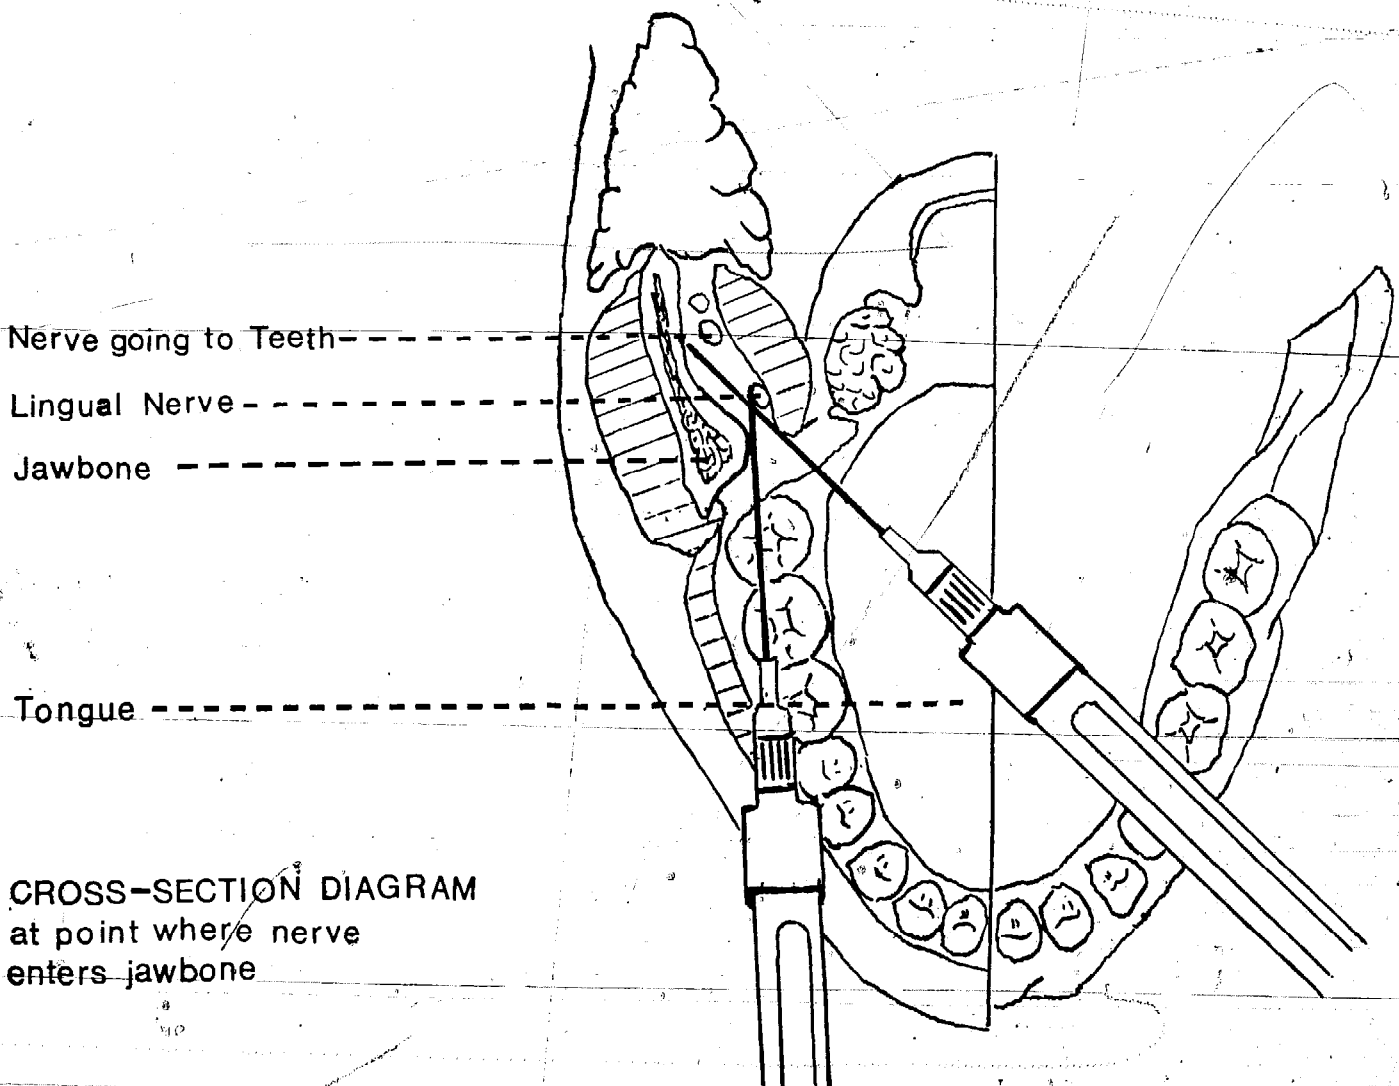 Nerve going to Teeth
Lingual Nerve
Jawbone
Tongue
CROSS-SECTION DIAGRAM
at point where nerve
enters jawbone